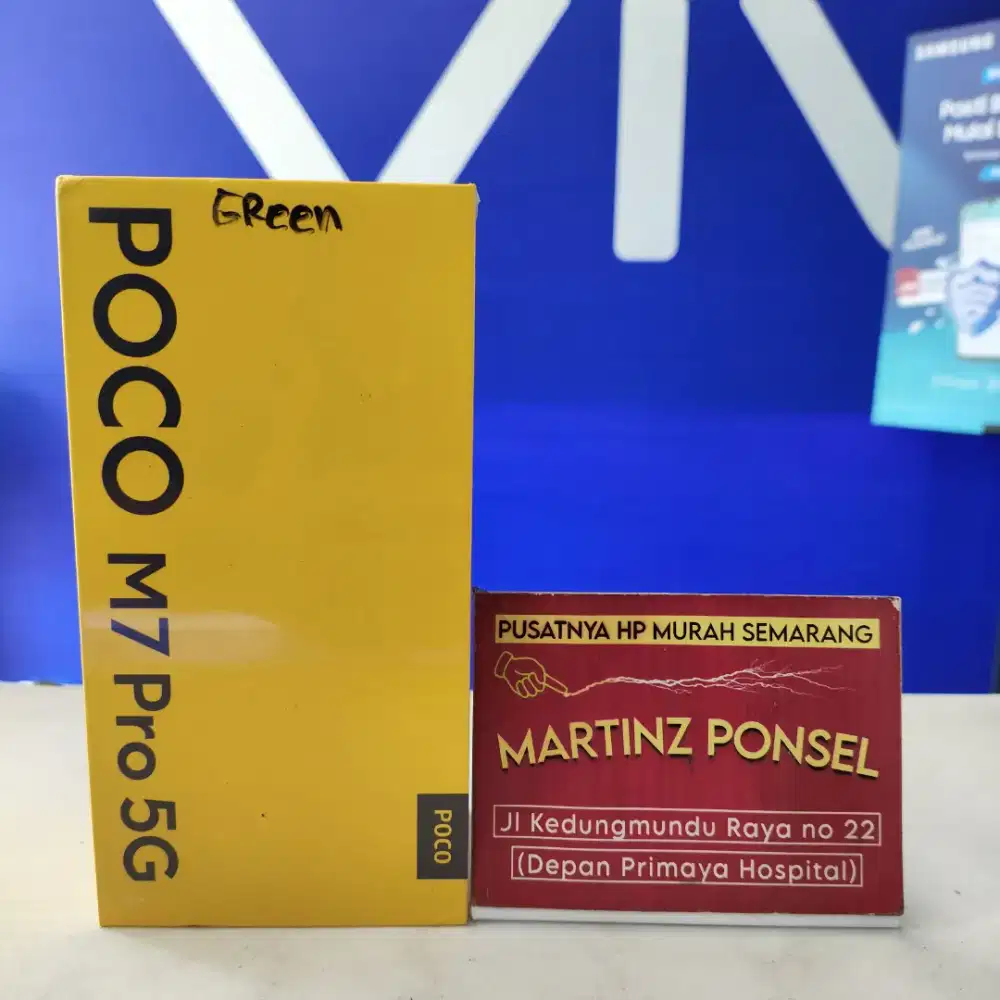 GReen
POCO M7 Pro 5G
POCO
PUSATNYA HP MURAH SEMARANG
MARTINZ PONSEL
Jl Kedungmundu Raya no 22
(Depan Primaya Hospital)
SAMSUNG